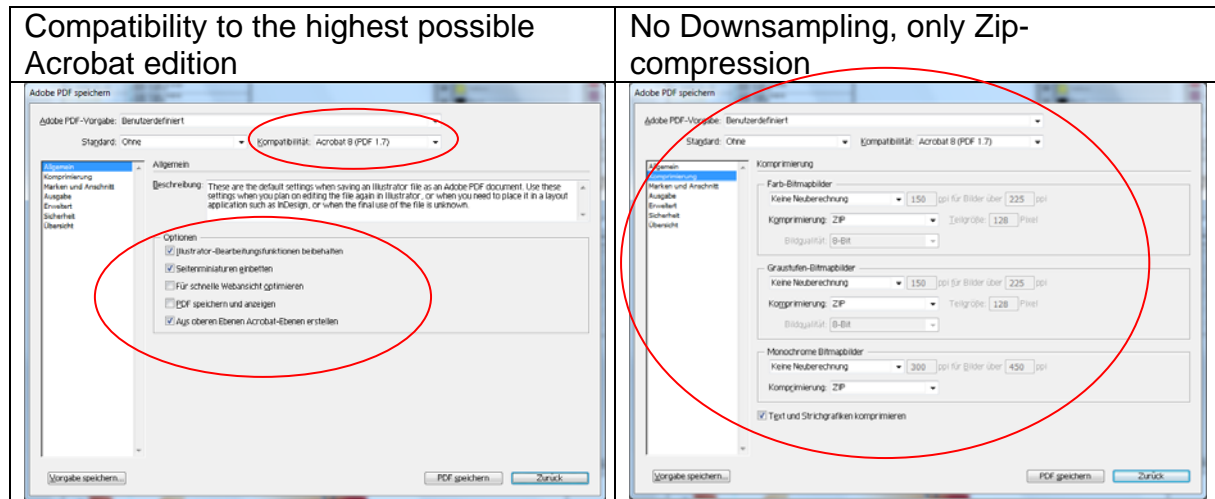 Compatibility to the highest possible
Acrobat edition
Adobe PDF speichern
Adobe PDF-Vorgabe: Benutzerdefiniert
Standard: Ohne
Kompatibilität: Acrobat 8 (PDF 1.7)
Allgemein
Komprimierung
Marken und Anschnitt
Ausgabe
Erweitert
Sicherheit
Übersicht
Allgemein
Beschreibung: These are the default settings when saving an Illustrator file as an Adobe PDF document. Use these
settings when you plan on editing the file again in Illustrator, or when you need to place it in a layout
application such as InDesign, or when the final use of the file is unknown.
Optionen
Illustrator-Bearbeitungsfunktionen beibehalten
Seitenminiaturen einbetten
Für schnelle Webansicht optimieren
PDF speichern und anzeigen
Aus oberen Ebenen Acrobat-Ebenen erstellen
Vorgabe speichern...
PDF speichern
Zurück
No Downsampling, only Zip-
compression
Adobe PDF speichern
Adobe PDF-Vorgabe: Benutzerdefiniert
Standard: Ohne
Kompatibilität: Acrobat 8 (PDF 1.7)
Allgemein
Komprimierung
Marken und Anschnitt
Ausgabe
Erweitert
Sicherheit
Übersicht
Komprimierung
Farb-Bitmapbilder
Keine Neuberechnung 150 ppi für Bilder über 225 ppi
Komprimierung: ZIP Teilgröße: 128 Pixel
Bildqualität: 8-Bit
Graustufen-Bitmapbilder
Keine Neuberechnung 150 ppi für Bilder über 225 ppi
Komprimierung: ZIP Teilgröße: 128 Pixel
Bildqualität: 8-Bit
Monochrome Bitmapbilder
Keine Neuberechnung 300 ppi für Bilder über 450 ppi
Komprimierung: ZIP
Text und Strichgrafiken komprimieren
Vorgabe speichern...
PDF speichern
Zurück